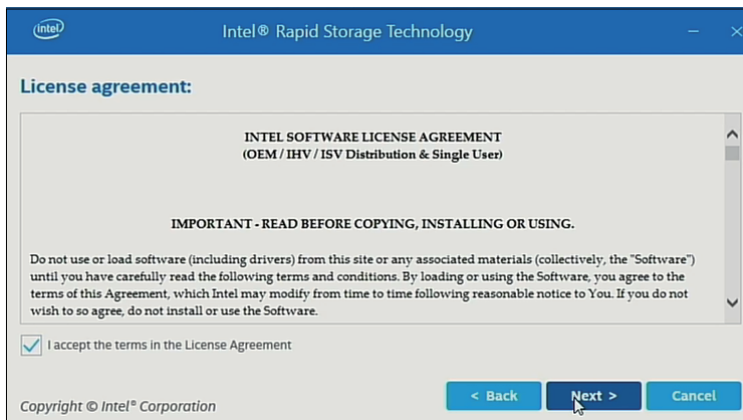 intel
Intel® Rapid Storage Technology
License agreement:
INTEL SOFTWARE LICENSE AGREEMENT
(OEM / IHV / ISV Distribution & Single User)
IMPORTANT - READ BEFORE COPYING, INSTALLING OR USING.
Do not use or load software (including drivers) from this site or any associated materials (collectively, the "Software")
until you have carefully read the following terms and conditions. By loading or using the Software, you agree to the
terms of this Agreement, which Intel may modify from time to time following reasonable notice to You. If you do not
wish to so agree, do not install or use the Software.
I accept the terms in the License Agreement
< Back
Next >
Cancel
Copyright © Intel® Corporation